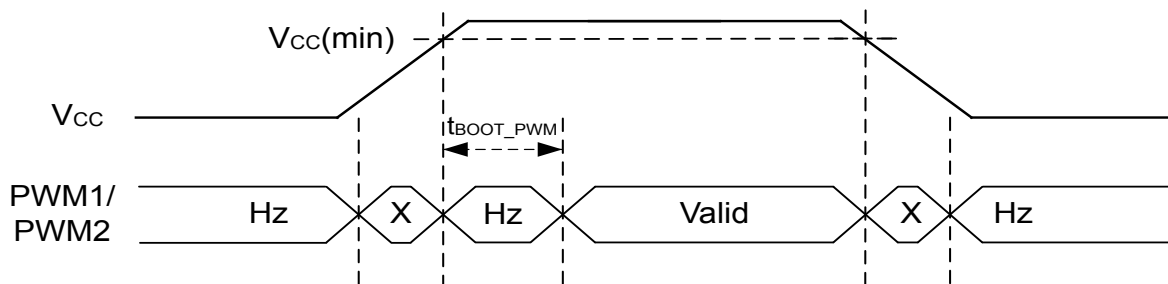 VCC(min)
VCC
tBOOT_PWM
PWM1/
PWM2
Hz X Hz Valid X Hz